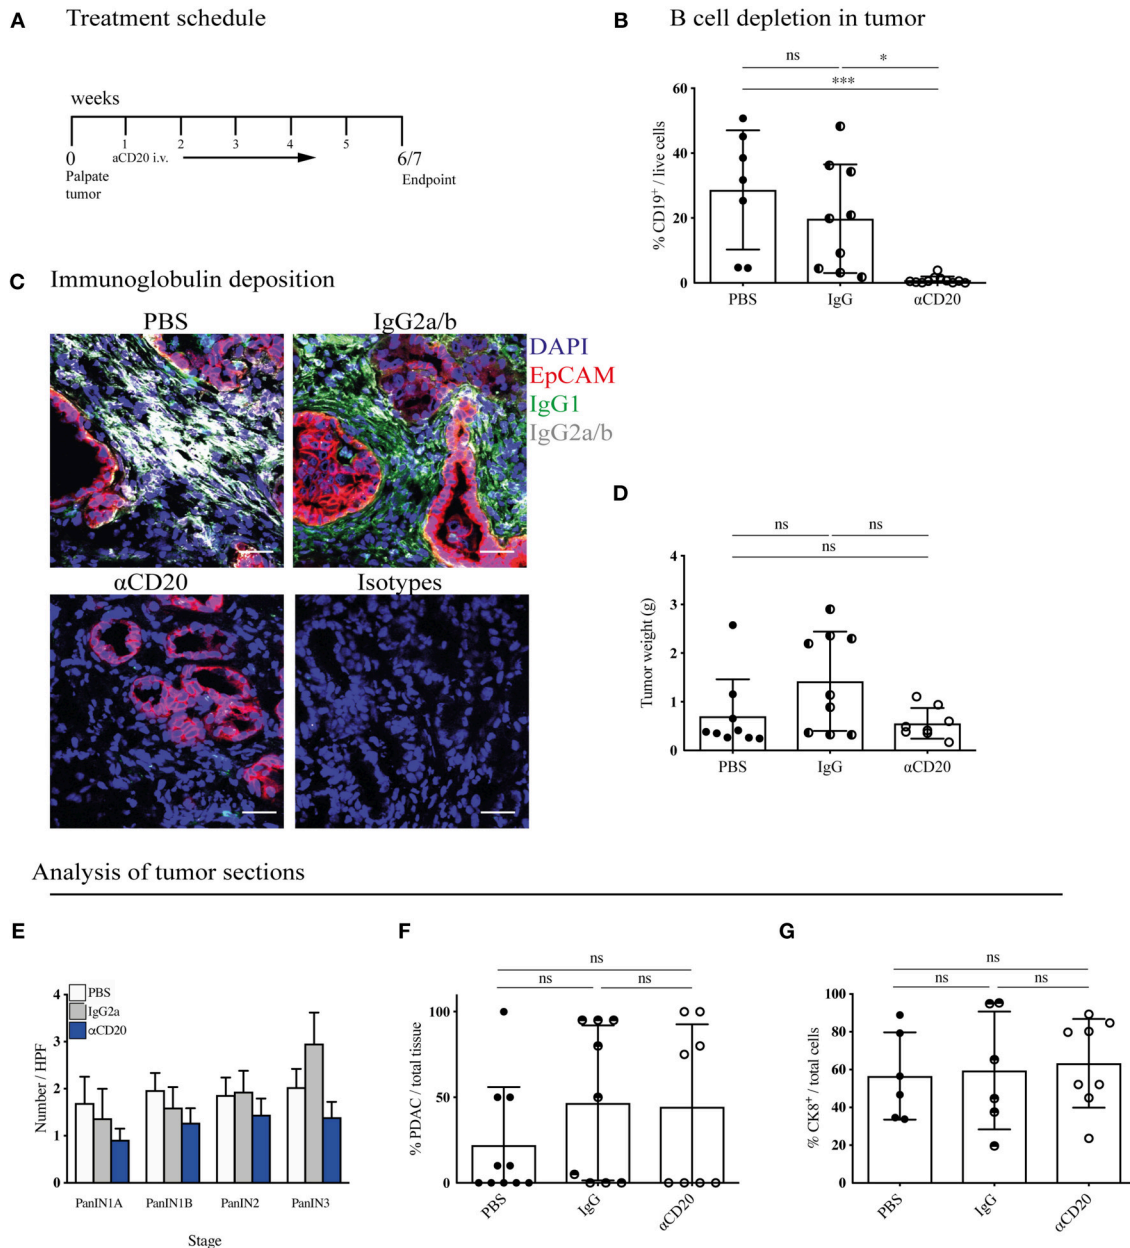 A Treatment schedule
weeks
1 2 3 4 5
0 aCD20 i.v. 6/7
Palpate tumor
Endpoint
B B cell depletion in tumor
ns *
***
% CD19+ / live cells
60
40
20
0
PBS IgG αCD20
C Immunoglobulin deposition
PBS IgG2a/b
DAPI
EpCAM
IgG1
IgG2a/b
αCD20 Isotypes
D
ns ns
ns
Tumor weight (g)
4
3
2
1
0
PBS IgG αCD20
Analysis of tumor sections
E
PBS
IgG2a
αCD20
Number / HPF
4
3
2
1
0
PanIN1A PanIN1B PanIN2 PanIN3
Stage
F
ns
ns ns
% PDAC / total tissue
100
50
0
PBS IgG αCD20
G
ns
ns ns
% CK8+ / total cells
100
80
60
40
20
0
PBS IgG αCD20